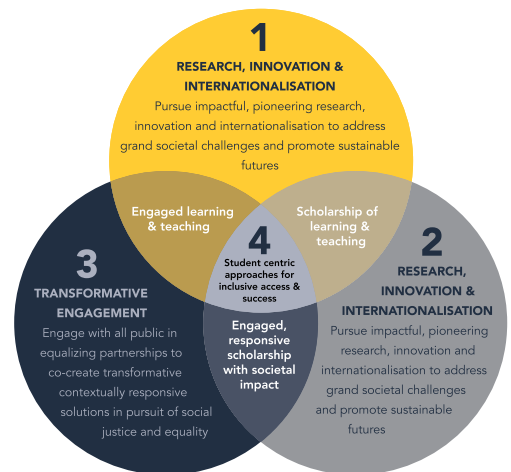 1
RESEARCH, INNOVATION &
INTERNATIONALISATION
Pursue impactful, pioneering research,
innovation and internationalisation to address
grand societal challenges and promote sustainable
futures
Engaged learning
& teaching
Scholarship of
learning &
teaching
4
Student centric
approaches for
inclusive access &
success
2
RESEARCH,
INNOVATION &
INTERNATIONALISATION
Pursue impactful, pioneering
research, innovation and
internationalisation to address
grand societal challenges
and promote sustainable
futures
3
TRANSFORMATIVE
ENGAGEMENT
Engage with all public in
equalizing partnerships to
co-create transformative
contextually responsive
solutions in pursuit of social
justice and equality
Engaged,
responsive
scholarship
with societal
impact